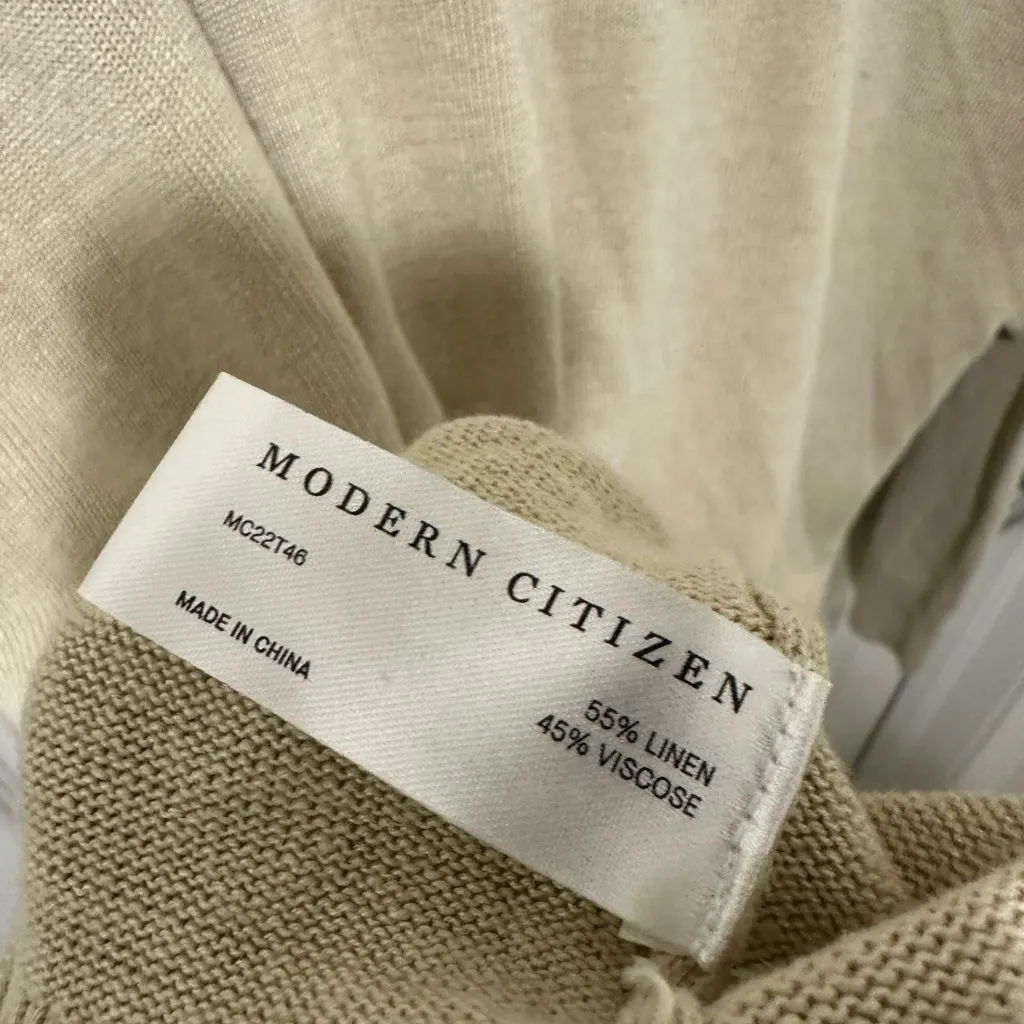 MODERN CITIZEN
MC22T46
MADE IN CHINA
55% LINEN
45% VISCOSE